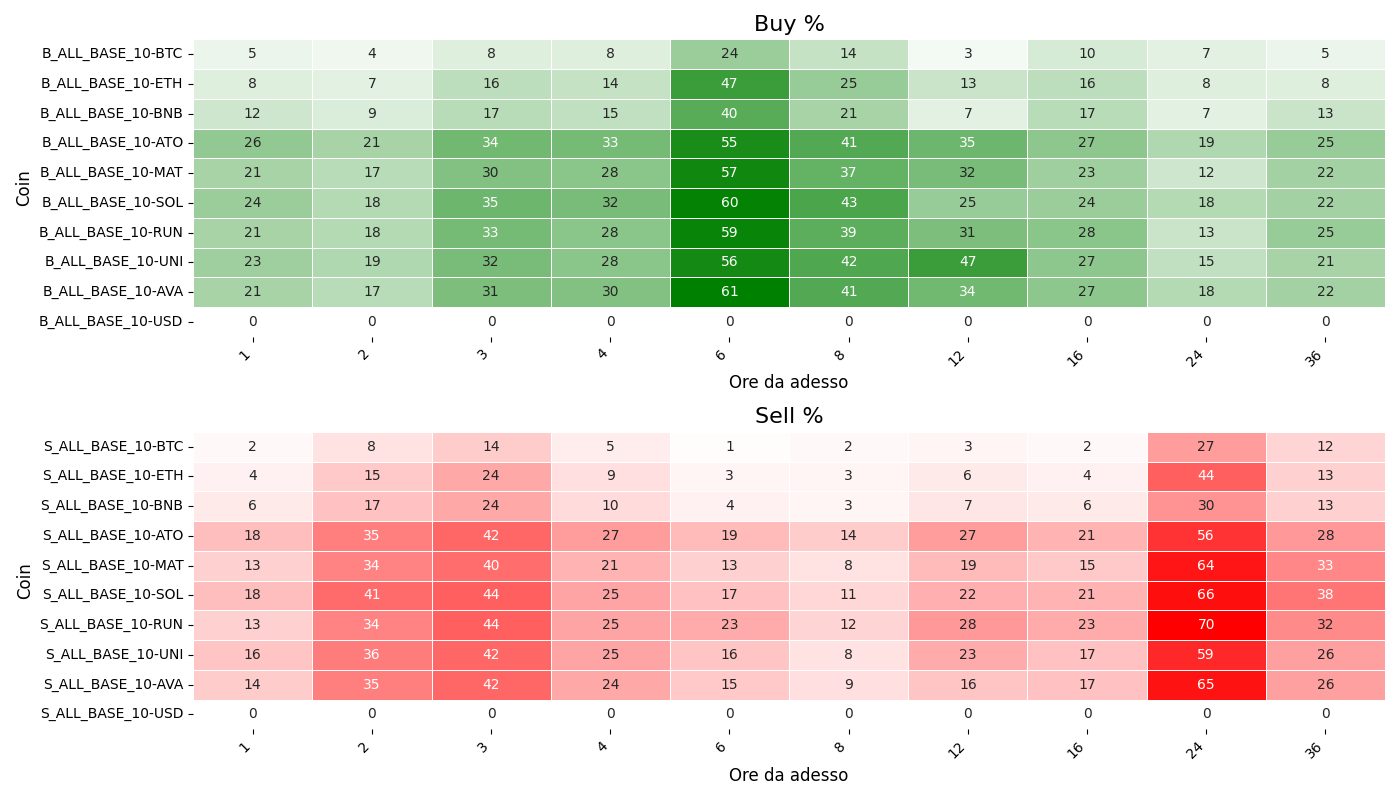 Buy %
Coin
B_ALL_BASE_10-BTC 5 4 8 8 24 14 3 10 7 5
B_ALL_BASE_10-ETH 8 7 16 14 47 25 13 16 8 8
B_ALL_BASE_10-BNB 12 9 17 15 40 21 7 17 7 13
B_ALL_BASE_10-ATO 26 21 34 33 55 41 35 27 19 25
B_ALL_BASE_10-MAT 21 17 30 28 57 37 32 23 12 22
B_ALL_BASE_10-SOL 24 18 35 32 60 43 25 24 18 22
B_ALL_BASE_10-RUN 21 18 33 28 59 39 31 28 13 25
B_ALL_BASE_10-UNI 23 19 32 28 56 42 47 27 15 21
B_ALL_BASE_10-AVA 21 17 31 30 61 41 34 27 18 22
B_ALL_BASE_10-USD 0 0 0 0 0 0 0 0 0 0
1 2 3 4 6 8 12 16 24 36
Ore da adesso
Sell %
Coin
S_ALL_BASE_10-BTC 2 8 14 5 1 2 3 2 27 12
S_ALL_BASE_10-ETH 4 15 24 9 3 3 6 4 44 13
S_ALL_BASE_10-BNB 6 17 24 10 4 3 7 6 30 13
S_ALL_BASE_10-ATO 18 35 42 27 19 14 27 21 56 28
S_ALL_BASE_10-MAT 13 34 40 21 13 8 19 15 64 33
S_ALL_BASE_10-SOL 18 41 44 25 17 11 22 21 66 38
S_ALL_BASE_10-RUN 13 34 44 25 23 12 28 23 70 32
S_ALL_BASE_10-UNI 16 36 42 25 16 8 23 17 59 26
S_ALL_BASE_10-AVA 14 35 42 24 15 9 16 17 65 26
S_ALL_BASE_10-USD 0 0 0 0 0 0 0 0 0 0
1 2 3 4 6 8 12 16 24 36
Ore da adesso